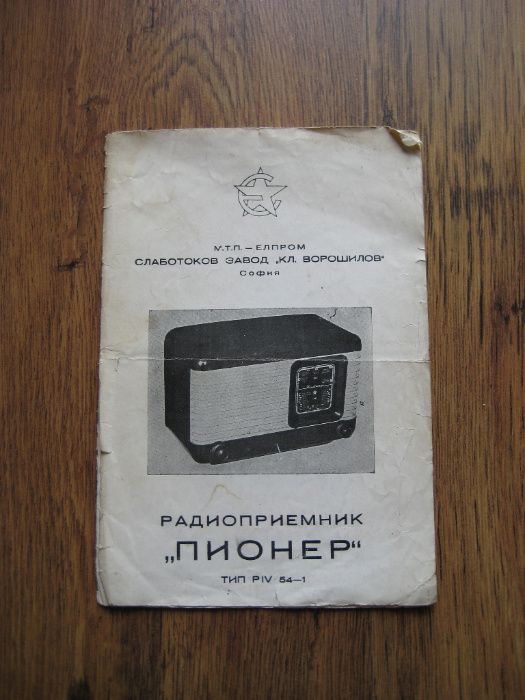 М.Т.П. — ЕЛПРОМ
СЛАБОТОКОВ ЗАВОД „КЛ. ВОРОШИЛОВ“
София
РАДИОПРИЕМНИК
„ПИОНЕР“
ТИП PIV 54—1